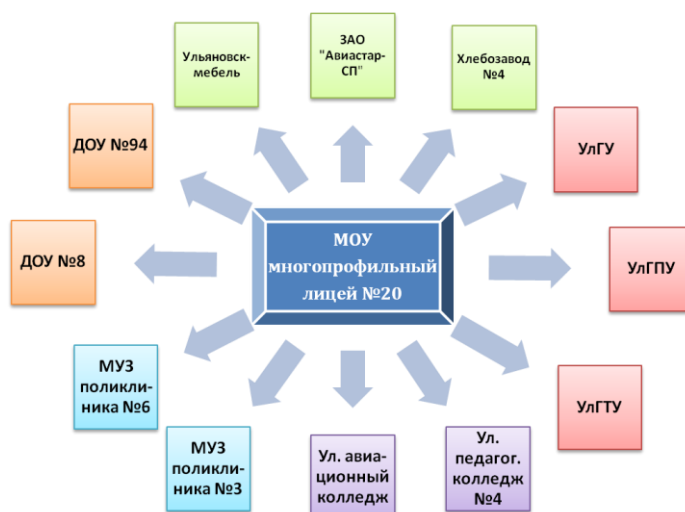 Ульяновск-
мебель
ЗАО
"Авиастар-
СП"
Хлебозавод
№4
ДОУ №94
УлГУ
ДОУ №8
МОУ
многопрофильный
лицей №20
УлГПУ
МУЗ
поликли-
ника №6
УлГТУ
МУЗ
поликли-
ника №3
Ул. авиа-
ционный
колледж
Ул.
педагог.
колледж
№4